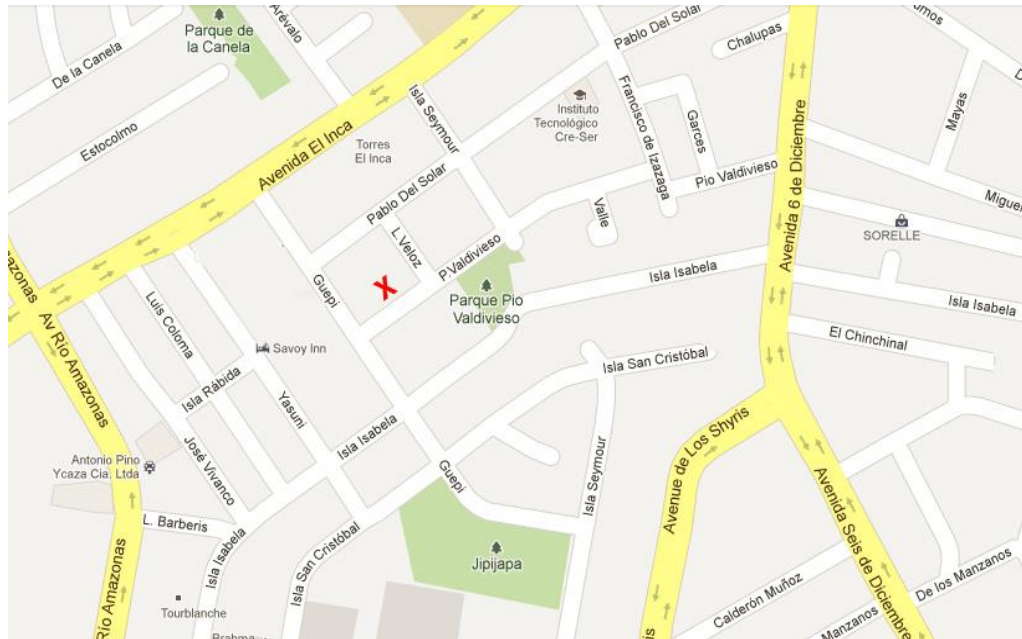 Parque de
la Canela
Arévalo
De la Canela
Estocolmo
Avenida El Inca
Torres
El Inca
Isla Seymour
Pablo Del Solar
Pablo Del Solar
Instituto
Tecnológico
Cre-Ser
Francisco de Izazaga
Garces
Chalupas
Mayas
Pio Valdivieso
Avenida 6 de Diciembre
SORELLE
Valle
L.Veloz
P.Valdivieso
X
Guepi
Parque Pio
Valdivieso
Isla Isabela
Isla Isabela
El Chinchinal
Av Río Amazonas
Luis Coloma
Savoy Inn
Isla Rábida
Yasuni
Isla San Cristóbal
Isla Isabela
José Vivanco
Antonio Pino
Ycaza Cia. Ltda
Guepi
Isla Seymour
Avenue de Los Shyris
L. Barberis
Isla Isabela
Isla San Cristóbal
Jipijapa
Avenida Seis de Diciembre
De los Manzanos
Calderón Muñoz
Manzanos
Tourblanche
Río Amazonas